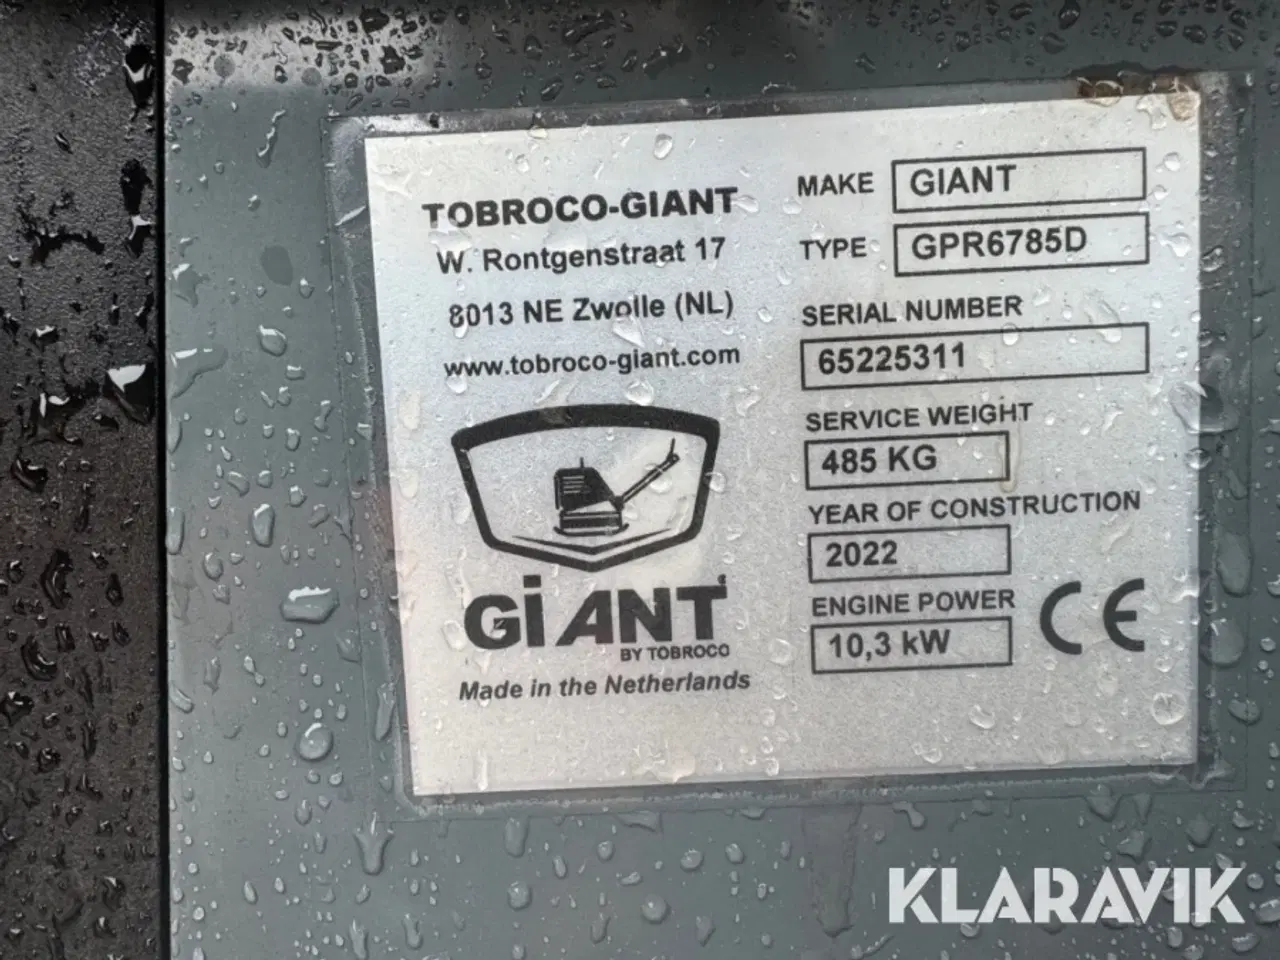 TOBROCO-GIANT
W. Rontgenstraat 17
8013 NE Zwolle (NL)
www.tobroco-giant.com
GiANT
BY TOBROCO
Made in the Netherlands
MAKE GIANT
TYPE GPR6785D
SERIAL NUMBER
65225311
SERVICE WEIGHT
485 KG
YEAR OF CONSTRUCTION
2022
ENGINE POWER
10,3 kW
CE
KLARAVIK